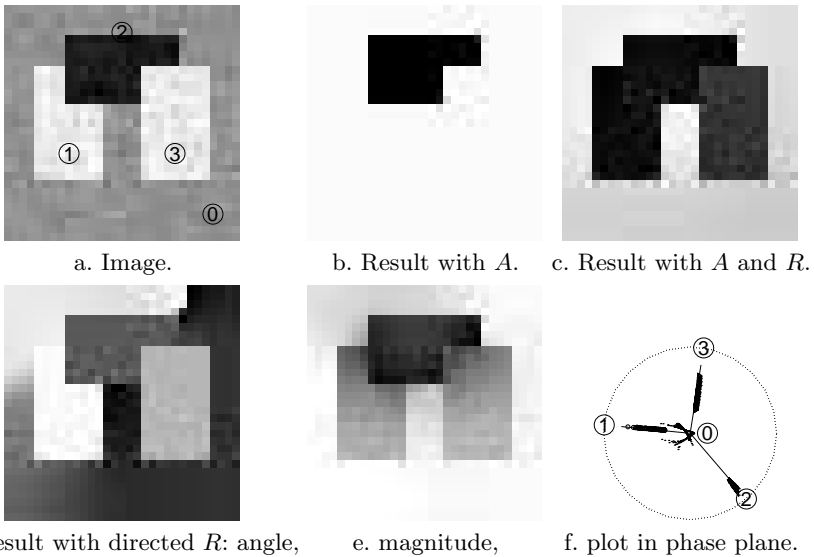 2
1
3
0
a. Image.
b. Result with A.
c. Result with A and R.
3
1
0
2
esult with directed R: angle,
e. magnitude,
f. plot in phase plane.